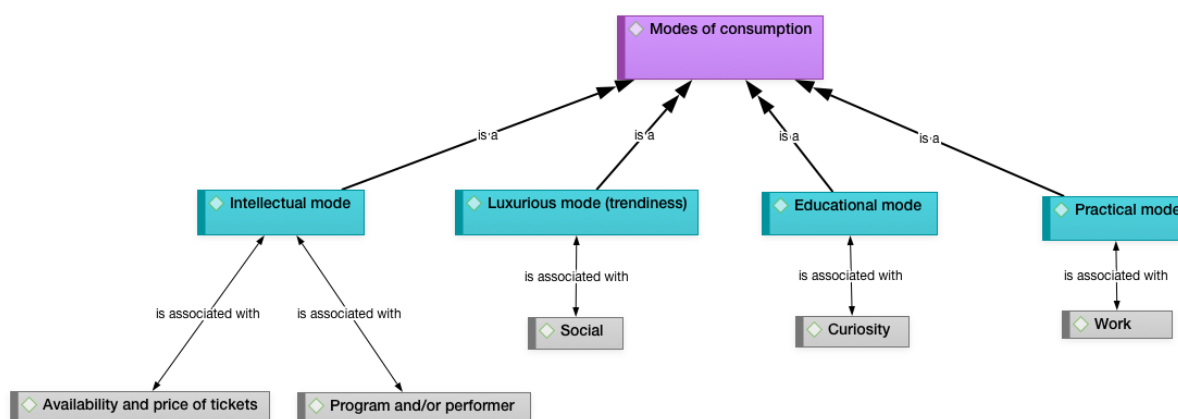 Modes of consumption
is a
is a
is a
is a
Intellectual mode
Luxurious mode (trendiness)
Educational mode
Practical mode
is associated with
is associated with
is associated with
is associated with
is associated with
Social
Curiosity
Work
Availability and price of tickets
Program and/or performer